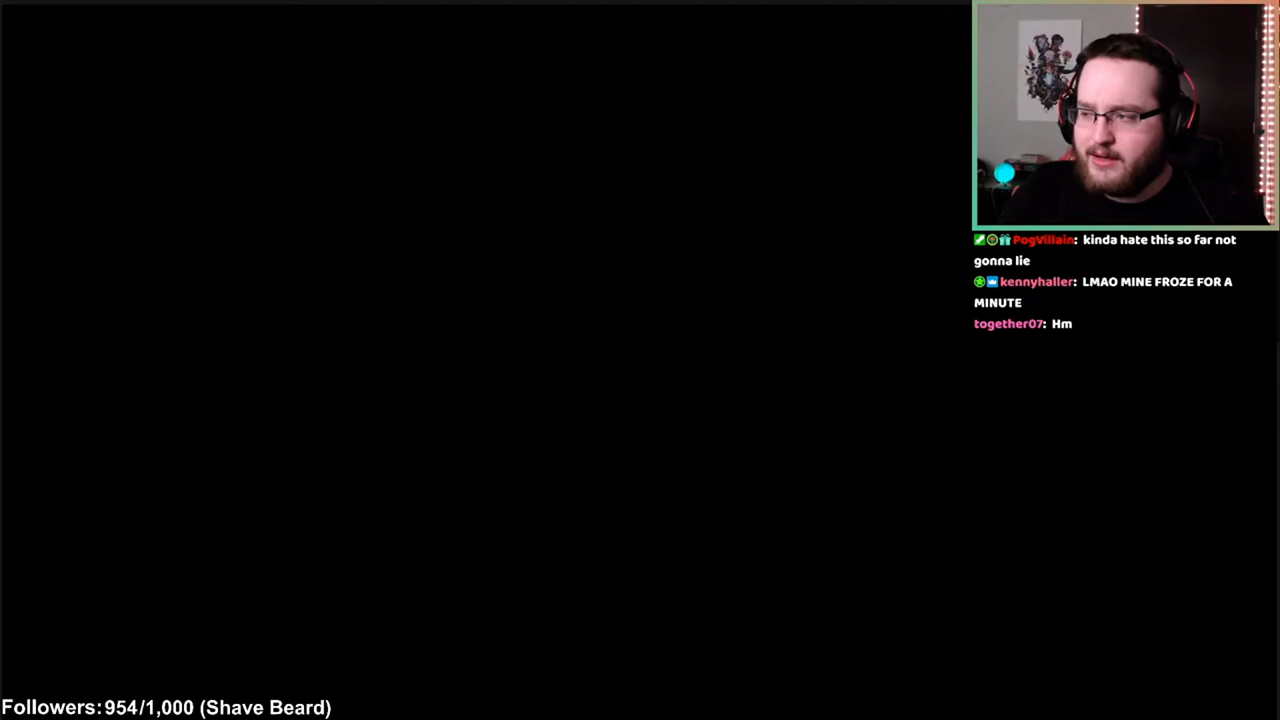 PogVillain: kinda hate this so far not
gonna lie
kennyhaller: LMAO MINE FROZE FOR A
MINUTE
together07: Hm
Followers: 954/1,000 (Shave Beard)